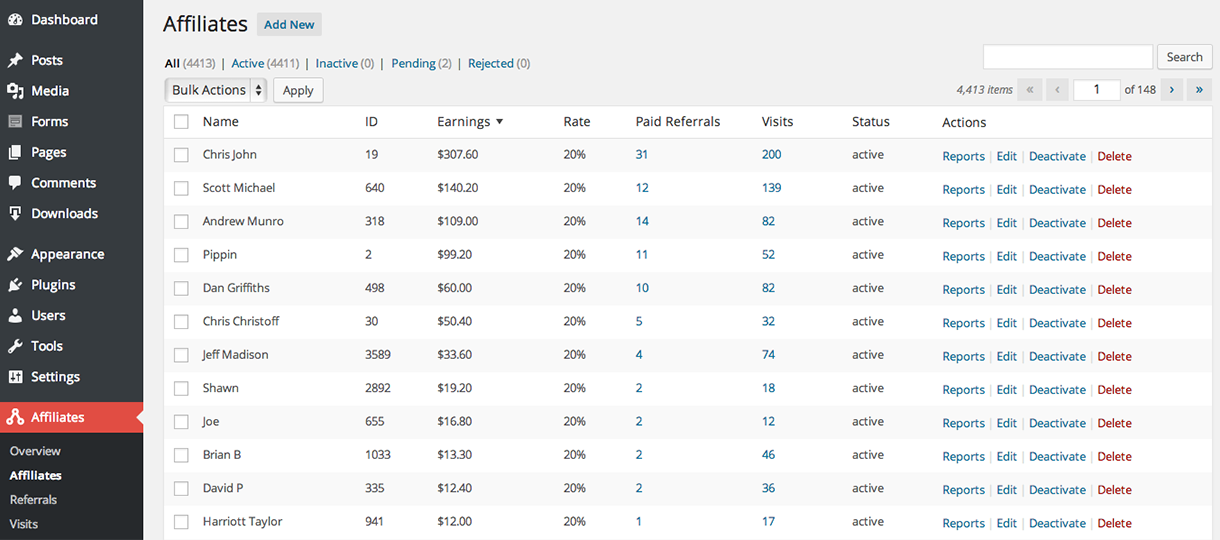 Dashboard
Posts
Media
Forms
Pages
Comments
Downloads
Appearance
Plugins
Users
Tools
Settings
Affiliates
Overview
Affiliates
Referrals
Visits
Affiliates Add New
All (4413) | Active (4411) | Inactive (0) | Pending (2) | Rejected (0)
Search
Bulk Actions Apply
4,413 items « ‹ 1 of 148 › »
Name ID Earnings Rate Paid Referrals Visits Status Actions
Chris John 19 $307.60 20% 31 200 active Reports | Edit | Deactivate | Delete
Scott Michael 640 $140.20 20% 12 139 active Reports | Edit | Deactivate | Delete
Andrew Munro 318 $109.00 20% 14 82 active Reports | Edit | Deactivate | Delete
Pippin 2 $99.20 20% 11 52 active Reports | Edit | Deactivate | Delete
Dan Griffiths 498 $60.00 20% 10 82 active Reports | Edit | Deactivate | Delete
Chris Christoff 30 $50.40 20% 5 32 active Reports | Edit | Deactivate | Delete
Jeff Madison 3589 $33.60 20% 4 74 active Reports | Edit | Deactivate | Delete
Shawn 2892 $19.20 20% 2 18 active Reports | Edit | Deactivate | Delete
Joe 655 $16.80 20% 2 12 active Reports | Edit | Deactivate | Delete
Brian B 1033 $13.30 20% 2 46 active Reports | Edit | Deactivate | Delete
David P 335 $12.40 20% 2 36 active Reports | Edit | Deactivate | Delete
Harriott Taylor 941 $12.00 20% 1 17 active Reports | Edit | Deactivate | Delete